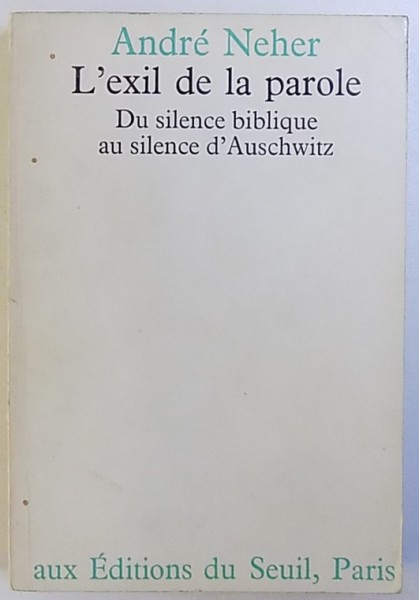 André Neher
L'exil de la parole
Du silence biblique
au silence d'Auschwitz
aux Éditions du Seuil, Paris